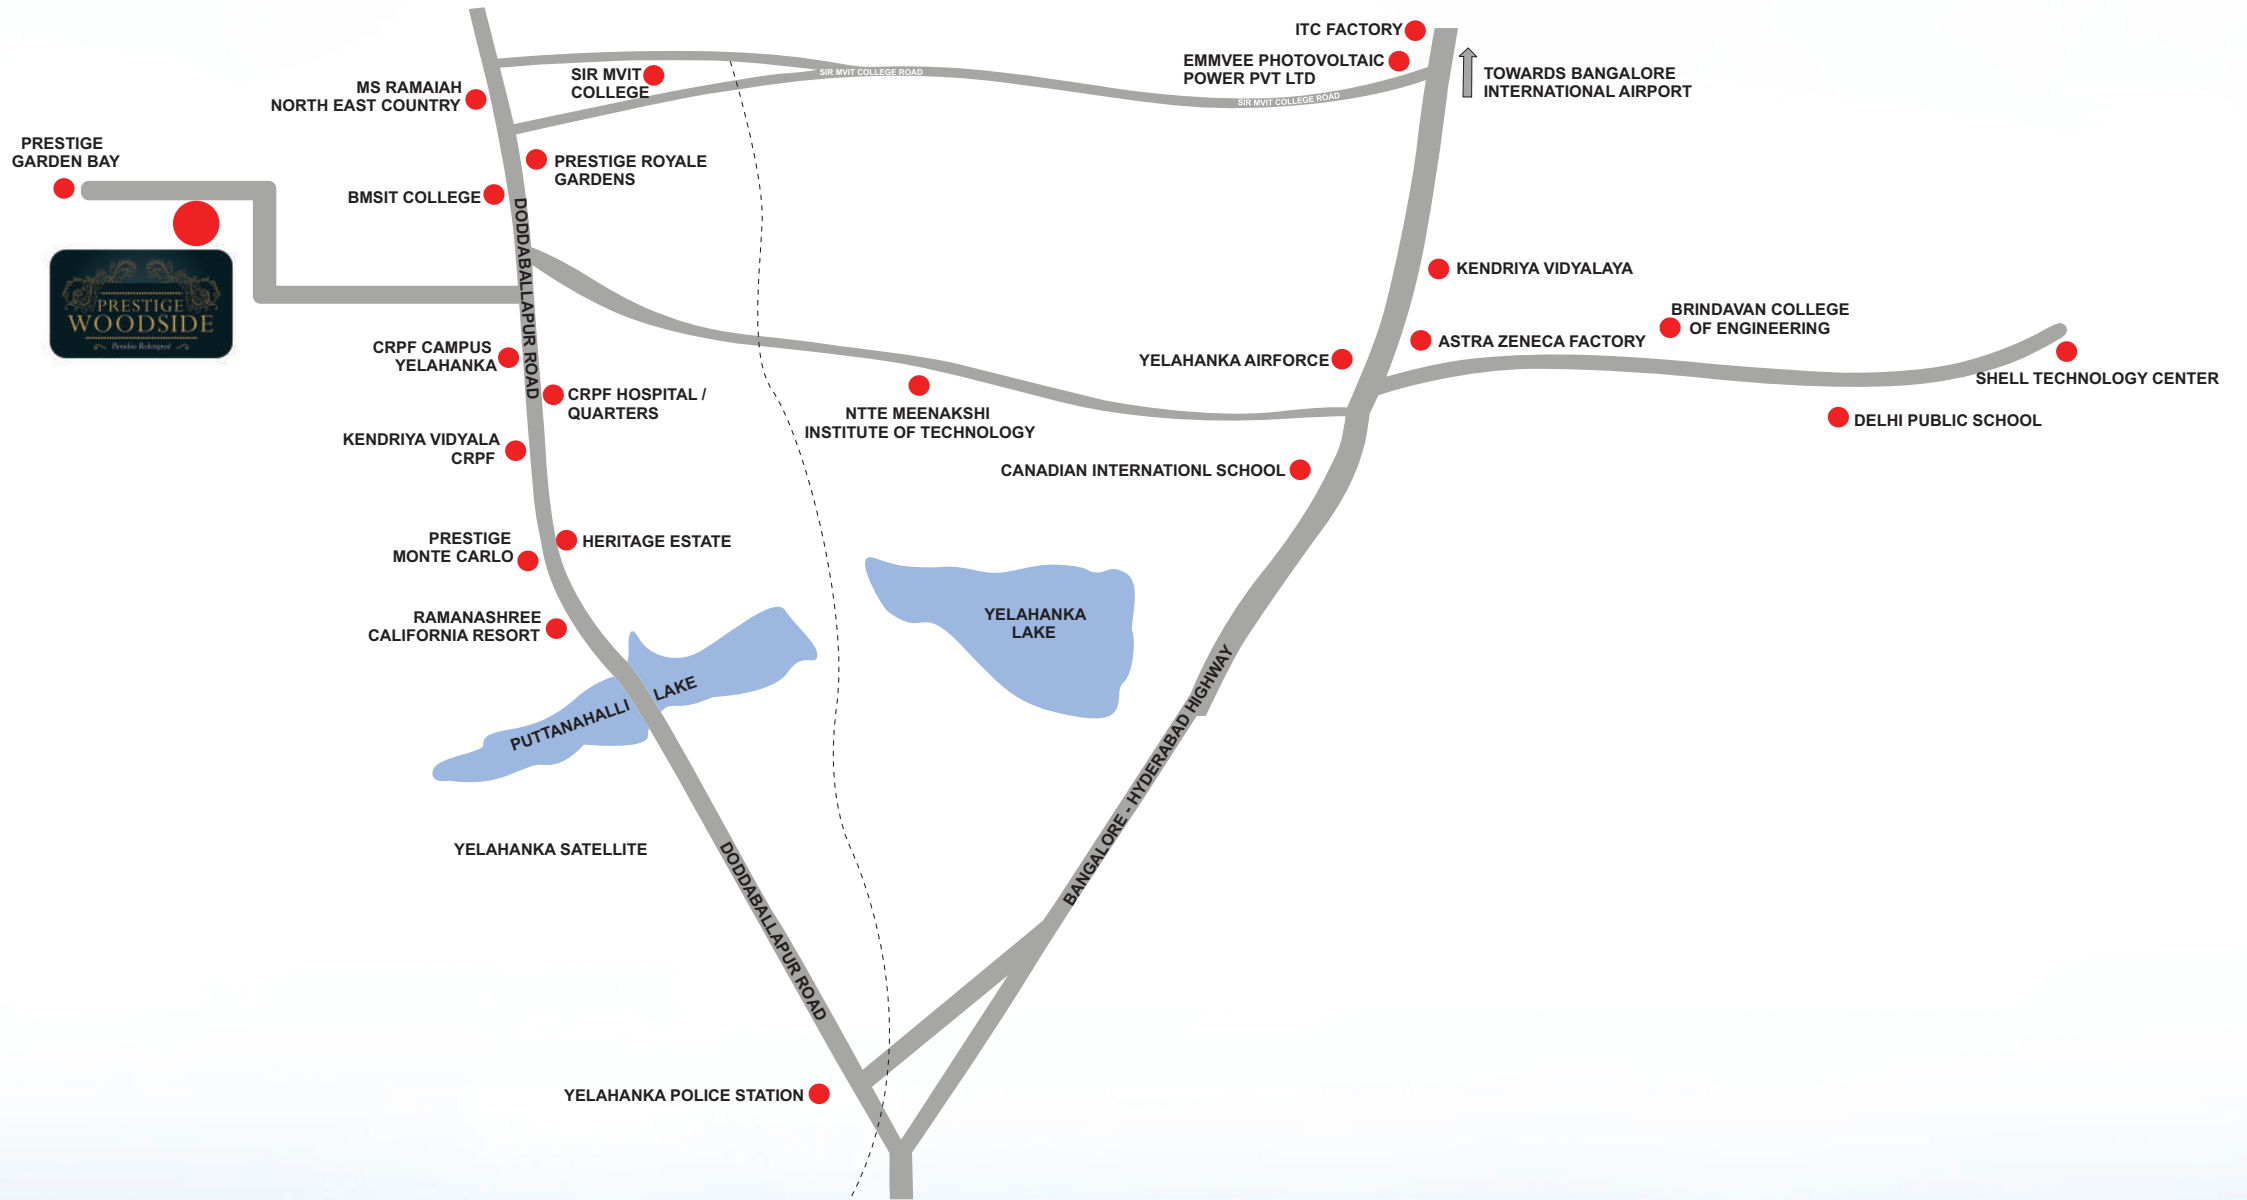 ITC FACTORY
EMMVEE PHOTOVOLTAIC
POWER PVT LTD
TOWARDS BANGALORE
INTERNATIONAL AIRPORT
SIR MVIT
COLLEGE
SIR MVIT COLLEGE ROAD
SIR MVIT COLLEGE ROAD
MS RAMAIAH
NORTH EAST COUNTRY
PRESTIGE
GARDEN BAY
PRESTIGE ROYALE
GARDENS
BMSIT COLLEGE
DODDABALLAPUR ROAD
PRESTIGE
WOODSIDE
Paradise Redesigned
KENDRIYA VIDYALAYA
BRINDAVAN COLLEGE
OF ENGINEERING
ASTRA ZENECA FACTORY
YELAHANKA AIRFORCE
SHELL TECHNOLOGY CENTER
CRPF CAMPUS
YELAHANKA
CRPF HOSPITAL /
QUARTERS
NTTE MEENAKSHI
INSTITUTE OF TECHNOLOGY
DELHI PUBLIC SCHOOL
KENDRIYA VIDYALA
CRPF
CANADIAN INTERNATIONL SCHOOL
PRESTIGE
MONTE CARLO
HERITAGE ESTATE
RAMANASHREE
CALIFORNIA RESORT
YELAHANKA
LAKE
PUTTANAHALLI LAKE
BANGALORE - HYDERABAD HIGHWAY
YELAHANKA SATELLITE
DODDABALLAPUR ROAD
YELAHANKA POLICE STATION